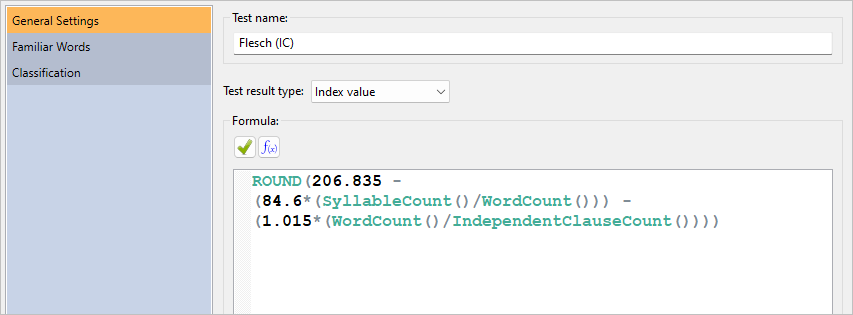 General Settings
Familiar Words
Classification
Test name:
Flesch (IC)
Test result type: Index value
Formula:
f(x)
ROUND(206.835 -
(84.6*(SyllableCount()/WordCount())) -
(1.015*(WordCount()/IndependentClauseCount())))